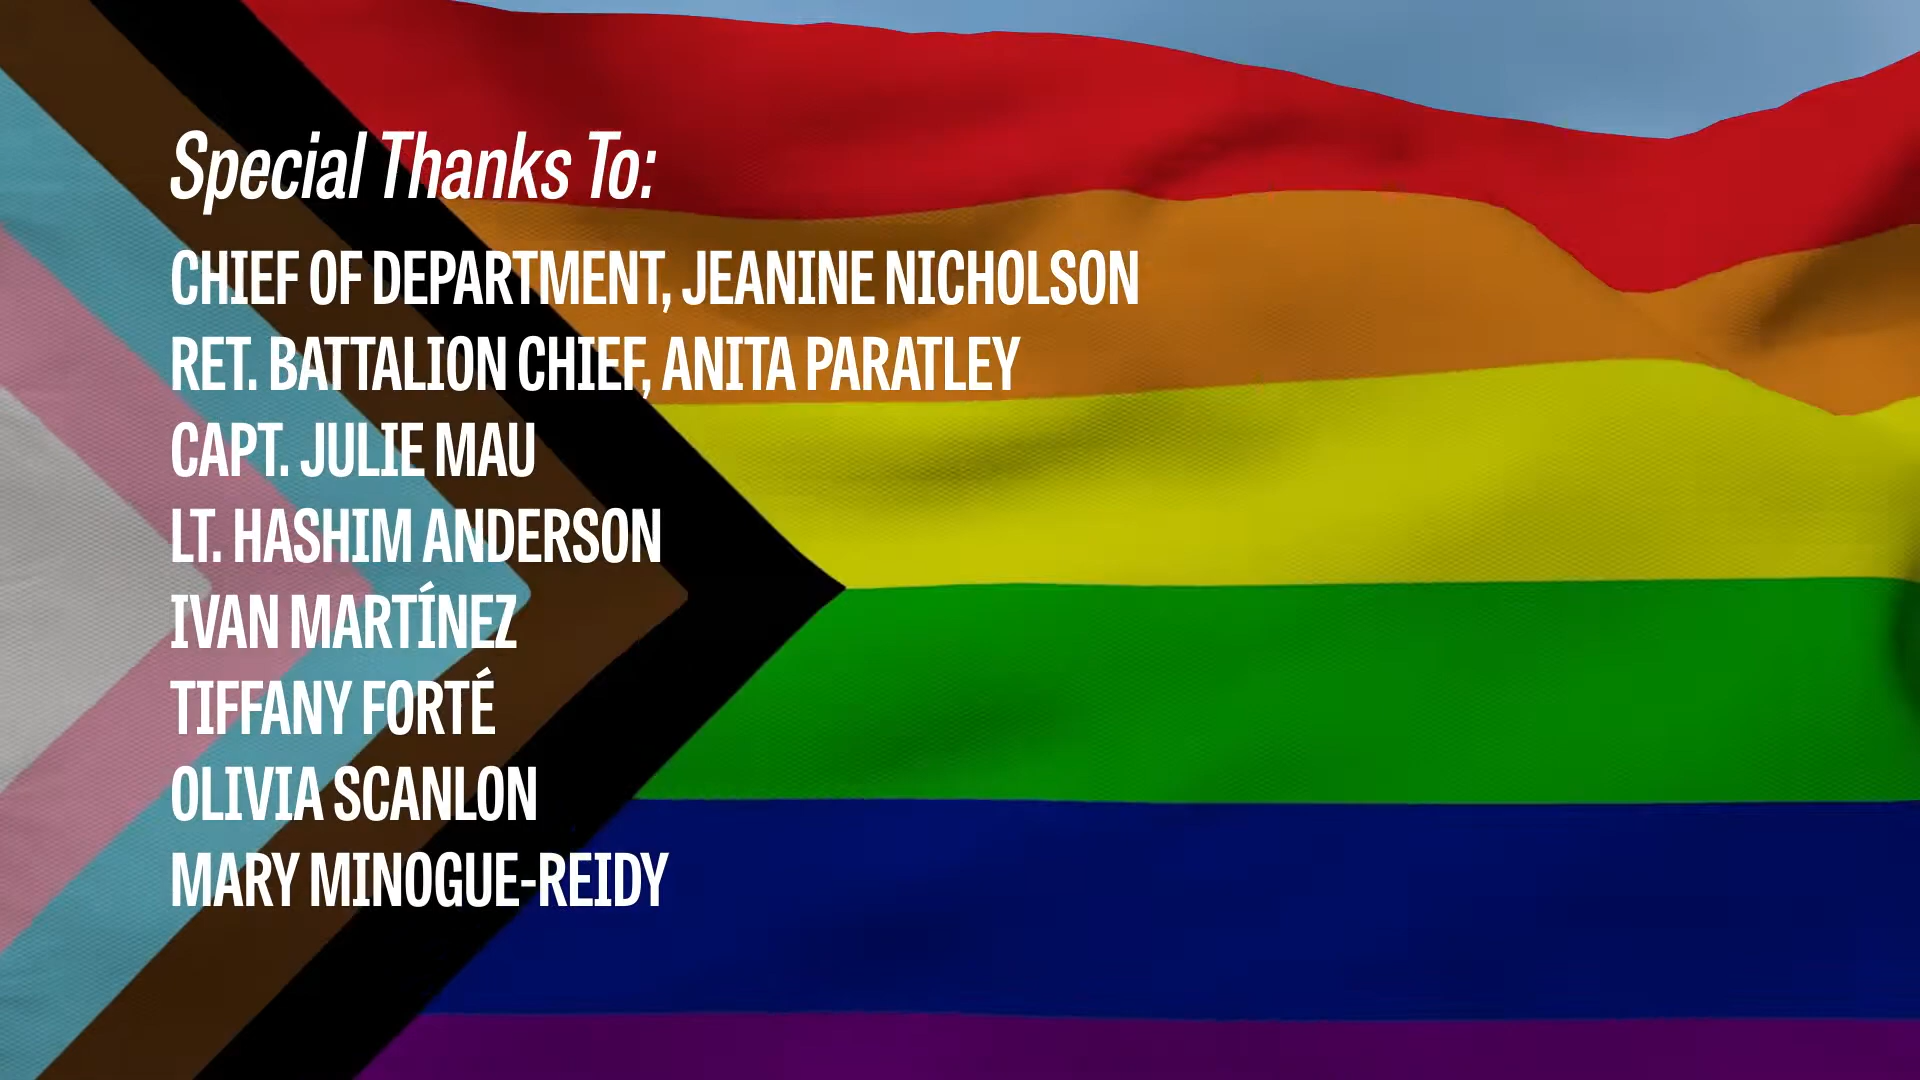 Special Thanks To:
CHIEF OF DEPARTMENT, JEANINE NICHOLSON
RET. BATTALION CHIEF, ANITA PARATLEY
CAPT. JULIE MAU
LT. HASHIM ANDERSON
IVAN MARTÍNEZ
TIFFANY FORTÉ
OLIVIA SCANLON
MARY MINOGUE-REIDY